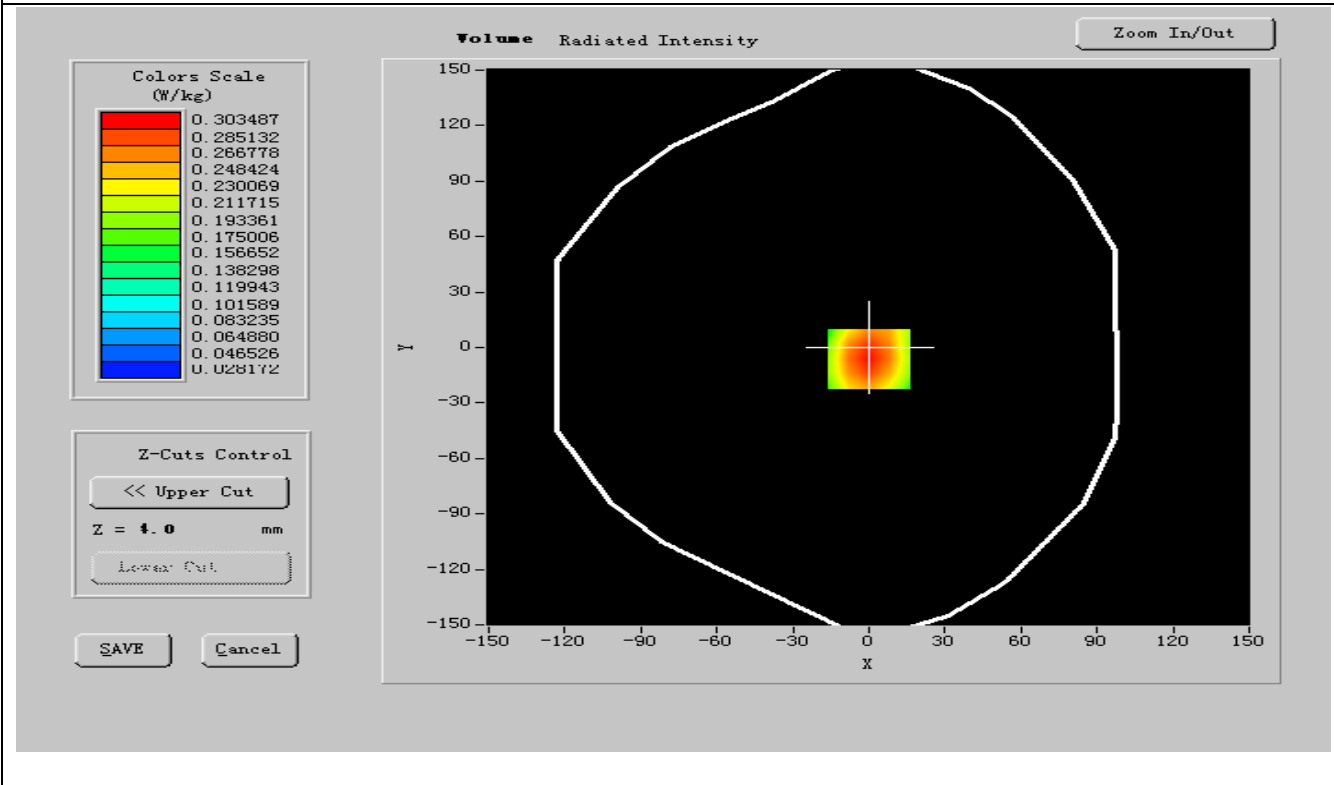 Volume Radiated Intensity
Zoom In/Out
Colors Scale
(W/kg)
0.303487
0.285132
0.266778
0.248424
0.230069
0.211715
0.193361
0.175006
0.156652
0.138298
0.119943
0.101589
0.083235
0.064880
0.046526
0.028172
Z-Cuts Control
<< Upper Cut
Z = 4.0 mm
Lower Cut
SAVE
Cancel
150
120
90
60
30
0
-30
-60
-90
-120
-150
Y
-150 -120 -90 -60 -30 0 30 60 90 120 150
X